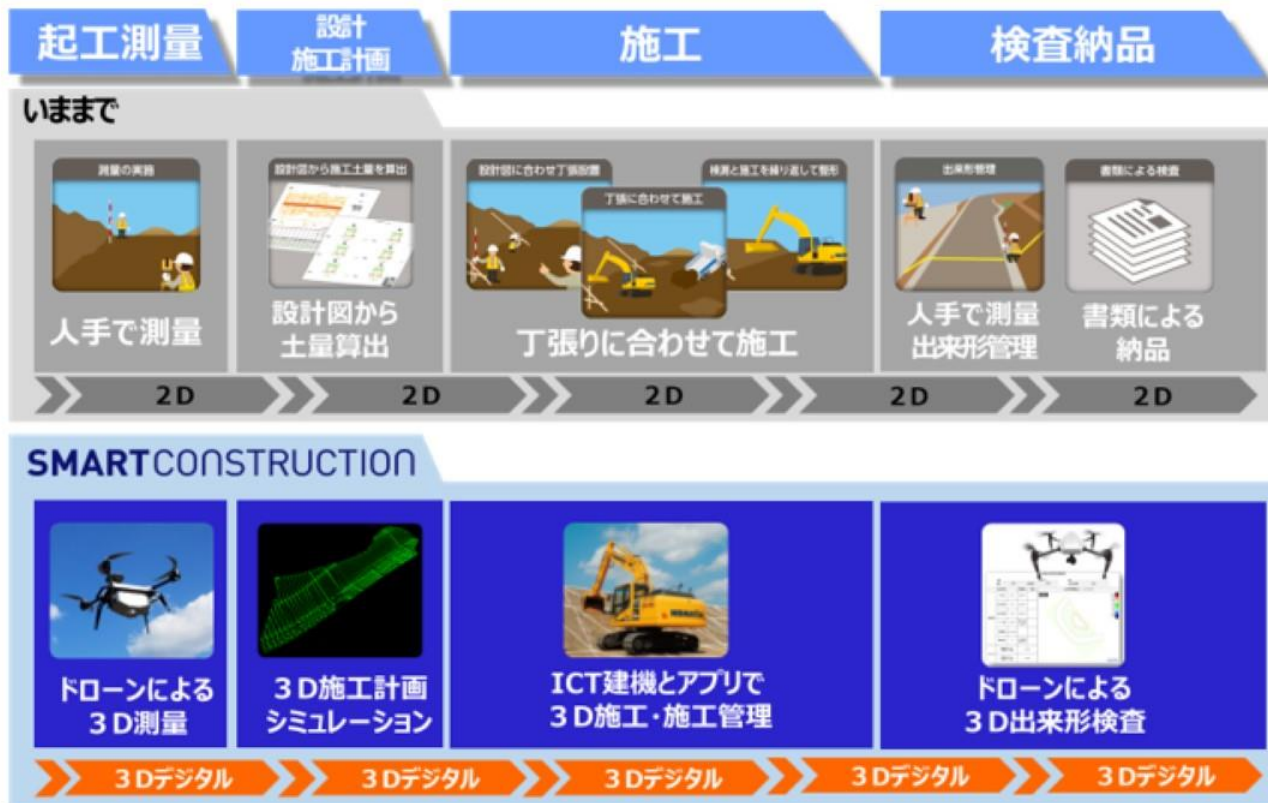 起工測量
設計
施工計画
施工
検査納品
いままで
測量の実施
設計図から施工土量を算出
設計図に合わせ丁張設置
丁張に合わせて施工
検測と施工を繰り返して整形
出来形管理
書類による検査
人手で測量
設計図から
土量算出
丁張りに合わせて施工
人手で測量
出来形管理
書類による
納品
2D
2D
2D
2D
2D
SMARTCONSTRUCTION
KOMATSU
ドローンによる
3D測量
3D施工計画
シミュレーション
ICT建機とアプリで
3D施工・施工管理
ドローンによる
3D出来形検査
3Dデジタル
3Dデジタル
3Dデジタル
3Dデジタル
3Dデジタル